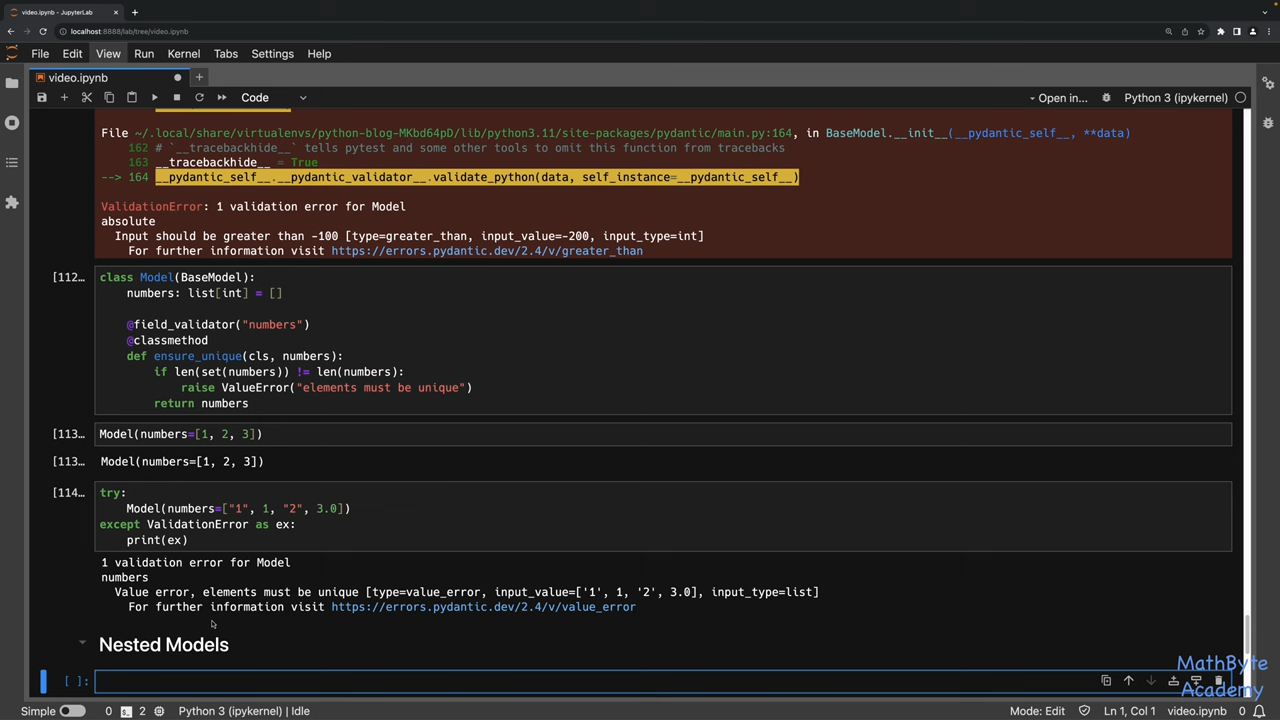 video.ipynb - JupyterLab
localhost:8888/lab/tree/video.ipynb
File Edit View Run Kernel Tabs Settings Help
video.ipynb
Code
Open in...
Python 3 (ipykernel)
File ~/.local/share/virtualenvs/python-blog-MKbd64pD/lib/python3.11/site-packages/pydantic/main.py:164, in BaseModel.__init__(__pydantic_self__, **data)
162 # `__tracebackhide__` tells pytest and some other tools to omit this function from tracebacks
163 __tracebackhide__ = True
--> 164 __pydantic_self__.__pydantic_validator__.validate_python(data, self_instance=__pydantic_self__)
ValidationError: 1 validation error for Model
absolute
Input should be greater than -100 [type=greater_than, input_value=-200, input_type=int]
For further information visit https://errors.pydantic.dev/2.4/v/greater_than
[112...
class Model(BaseModel):
numbers: list[int] = []
@field_validator("numbers")
@classmethod
def ensure_unique(cls, numbers):
if len(set(numbers)) != len(numbers):
raise ValueError("elements must be unique")
return numbers
[113... Model(numbers=[1, 2, 3])
[113... Model(numbers=[1, 2, 3])
[114... try:
Model(numbers=["1", 1, "2", 3.0])
except ValidationError as ex:
print(ex)
1 validation error for Model
numbers
Value error, elements must be unique [type=value_error, input_value=['1', 1, '2', 3.0], input_type=list]
For further information visit https://errors.pydantic.dev/2.4/v/value_error
Nested Models
[ ]:
MathByte
Academy
Simple 0 2 Python 3 (ipykernel) | Idle Mode: Edit Ln 1, Col 1 video.ipynb 0